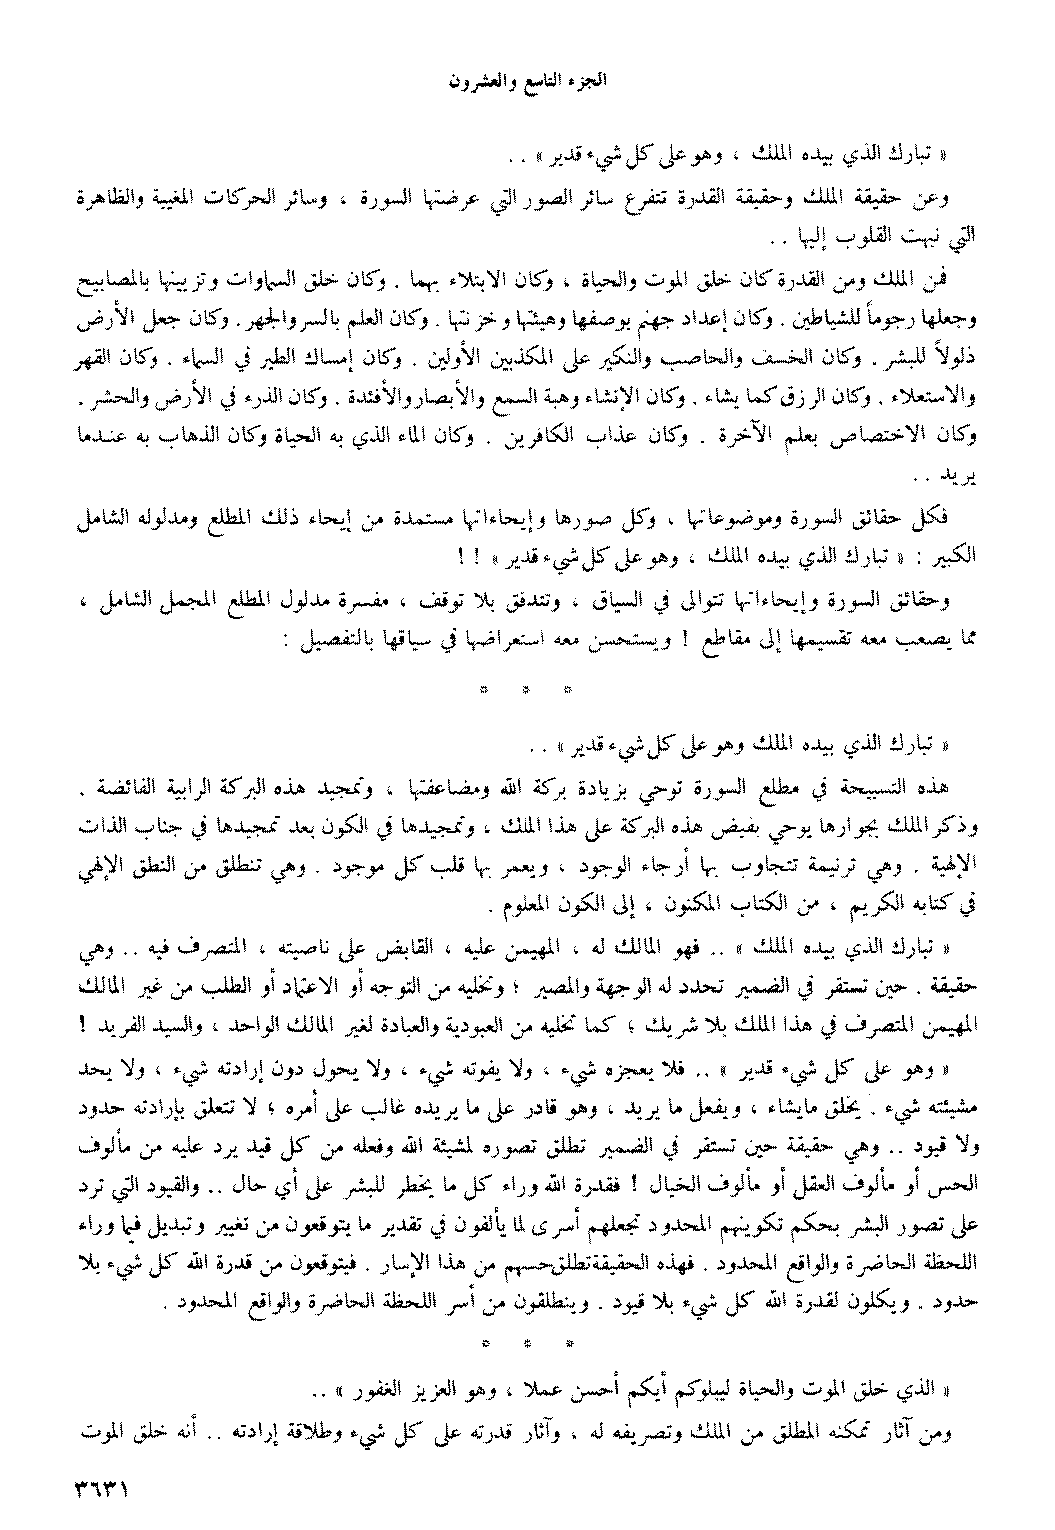 الجزء التاسع والعشرون
« تبارك الذي بيده الملك ، وهو على كل شيء قدير » . .
وعن حقيقة الملك وحقيقة القدرة تتفرع سائر الصور التي عرضتها السورة ، وسائر الحركات المغيبة والظاهرة
التي نبهت القلوب إليها . .
فمن الملك ومن القدرة كان خلق الموت والحياة ، وكان الابتلاء بهما . وكان خلق السماوات وتزيينها بالمصابيح
وجعلها رجوماً للشياطين . وكان إعداد جهنم بوصفها وهيئتها وخزنتها . وكان العلم بالسر والجهر . وكان جعل الأرض
ذلولاً للبشر . وكان الخسف والحاصب والنكير على المكذبين الأولين . وكان إمساك الطير في السماء . وكان القهر
والاستعلاء . وكان الرزق كما يشاء . وكان الإنشاء وهبة السمع والأبصار والأفئدة . وكان الذرء في الأرض والحشر .
وكان الاختصاص بعلم الآخرة . وكان عذاب الكافرين . وكان الماء الذي به الحياة وكان الذهاب به عندما
يريد . .
فكل حقائق السورة وموضوعاتها ، وكل صورها وإيحاءاتها مستمدة من إيحاء ذلك المطلع ومدلوله الشامل
الكبير : « تبارك الذي بيده الملك ، وهو على كل شيء قدير » ! !
وحقائق السورة وإيحاءاتها تتوالى في السياق ، وتتدفق بلا توقف ، مفسرة مدلول المطلع المجمل الشامل ،
مما يصعب معه تقسيمها إلى مقاطع ! ويستحسن معه استعراضها في سياقها بالتفصيل :
* * *
« تبارك الذي بيده الملك وهو على كل شيء قدير » . .
هذه التسبيحة في مطلع السورة توحي بزيادة بركة الله ومضاعفتها ، وتمجيد هذه البركة الرابية الفائضة .
وذكر الملك بجوارها يوحي بفيض هذه البركة على هذا الملك ، وتمجيدها في الكون بعد تمجيدها في جناب الذات
الإلهية . وهي ترنيمة تتجاوب بها أرجاء الوجود ، ويعمر بها قلب كل موجود . وهي تنطلق من النطق الإلهي
في كتابه الكريم ، من الكتاب المكنون ، إلى الكون المعلوم .
« تبارك الذي بيده الملك » .. فهو المالك له ، المهيمن عليه ، القابض على ناصيته ، المتصرف فيه .. وهي
حقيقة . حين تستقر في الضمير تحدد له الوجهة والمصير ؛ وتخليه من التوجه أو الاعتماد أو الطلب من غير المالك
المهيمن المتصرف في هذا الملك بلا شريك ؛ كما تخليه من العبودية والعبادة لغير المالك الواحد ، والسيد الفريد !
« وهو على كل شيء قدير » .. فلا يعجزه شيء ، ولا يفوته شيء ، ولا يحول دون إرادته شيء ، ولا يحد
مشيئته شيء . يخلق مايشاء ، ويفعل ما يريد ، وهو قادر على ما يريده غالب على أمره ؛ لا تتعلق بإرادته حدود
ولا قيود .. وهي حقيقة حين تستقر في الضمير تطلق تصوره لمشيئة الله وفعله من كل قيد يرد عليه من مألوف
الحس أو مألوف العقل أو مألوف الخيال ! فقدرة الله وراء كل ما يخطر للبشر على أي حال .. والقيود التي ترد
على تصور البشر بحكم تكوينهم المحدود تجعلهم أسرى لما يألفون في تقدير ما يتوقعون من تغيير وتبديل فيما وراء
اللحظة الحاضرة والواقع المحدود . فهذه الحقيقة تطلق حسهم من هذا الإسار . فيتوقعون من قدرة الله كل شيء بلا
حدود . ويكلون لقدرة الله كل شيء بلا قيود . وينطلقون من أسر اللحظة الحاضرة والواقع المحدود .
* * *
« الذي خلق الموت والحياة ليبلوكم أيكم أحسن عملا ، وهو العزيز الغفور » ..
ومن آثار تمكنه المطلق من الملك وتصريفه له ، وآثار قدرته على كل شيء وطلاقة إرادته .. أنه خلق الموت
٣٦٣١